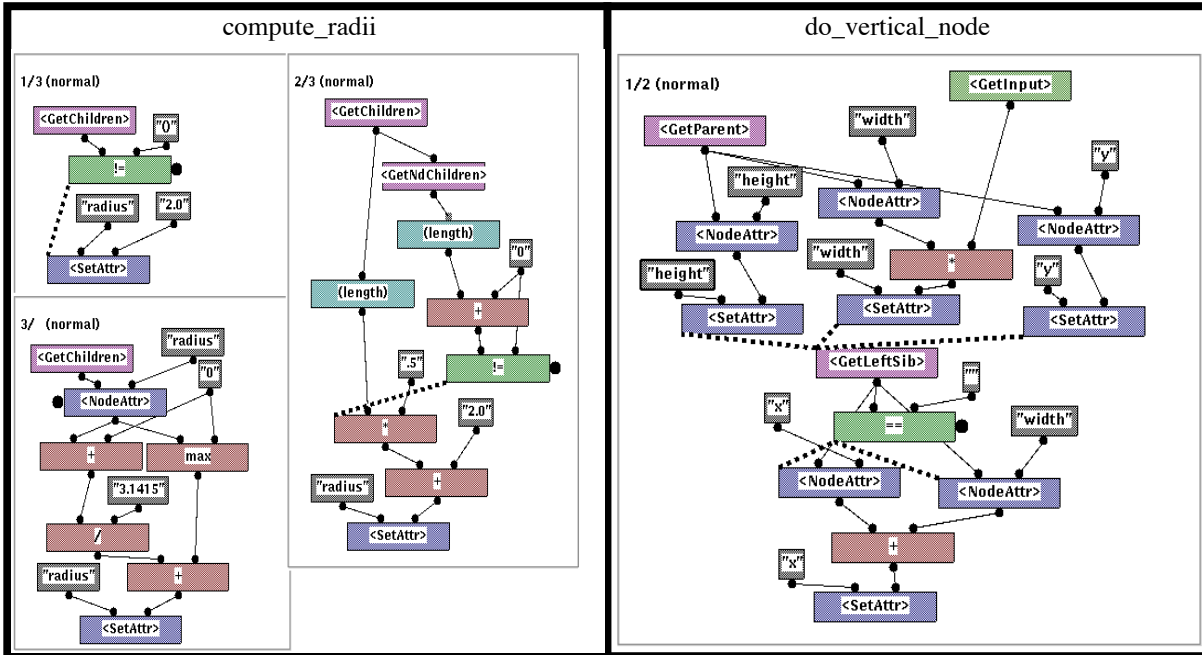 compute_radii
1/3 (normal)
<GetChildren>
"0"
!=
"radius"
"2.0"
<SetAttr>
2/3 (normal)
<GetChildren>
<GetNdChildren>
(length)
"0"
(length)
+
!=
".5"
*
"2.0"
+
"radius"
<SetAttr>
3/ (normal)
"radius"
<GetChildren>
"0"
<NodeAttr>
+
max
"3.1415"
/
"radius"
+
<SetAttr>
do_vertical_node
1/2 (normal)
<GetInput>
"width"
<GetParent>
"y"
"height"
<NodeAttr>
<NodeAttr>
<NodeAttr>
"width"
*
"height"
"y"
<SetAttr>
<SetAttr>
<SetAttr>
<GetLeftSib>
""
"x"
==
"width"
<NodeAttr>
<NodeAttr>
+
"x"
<SetAttr>